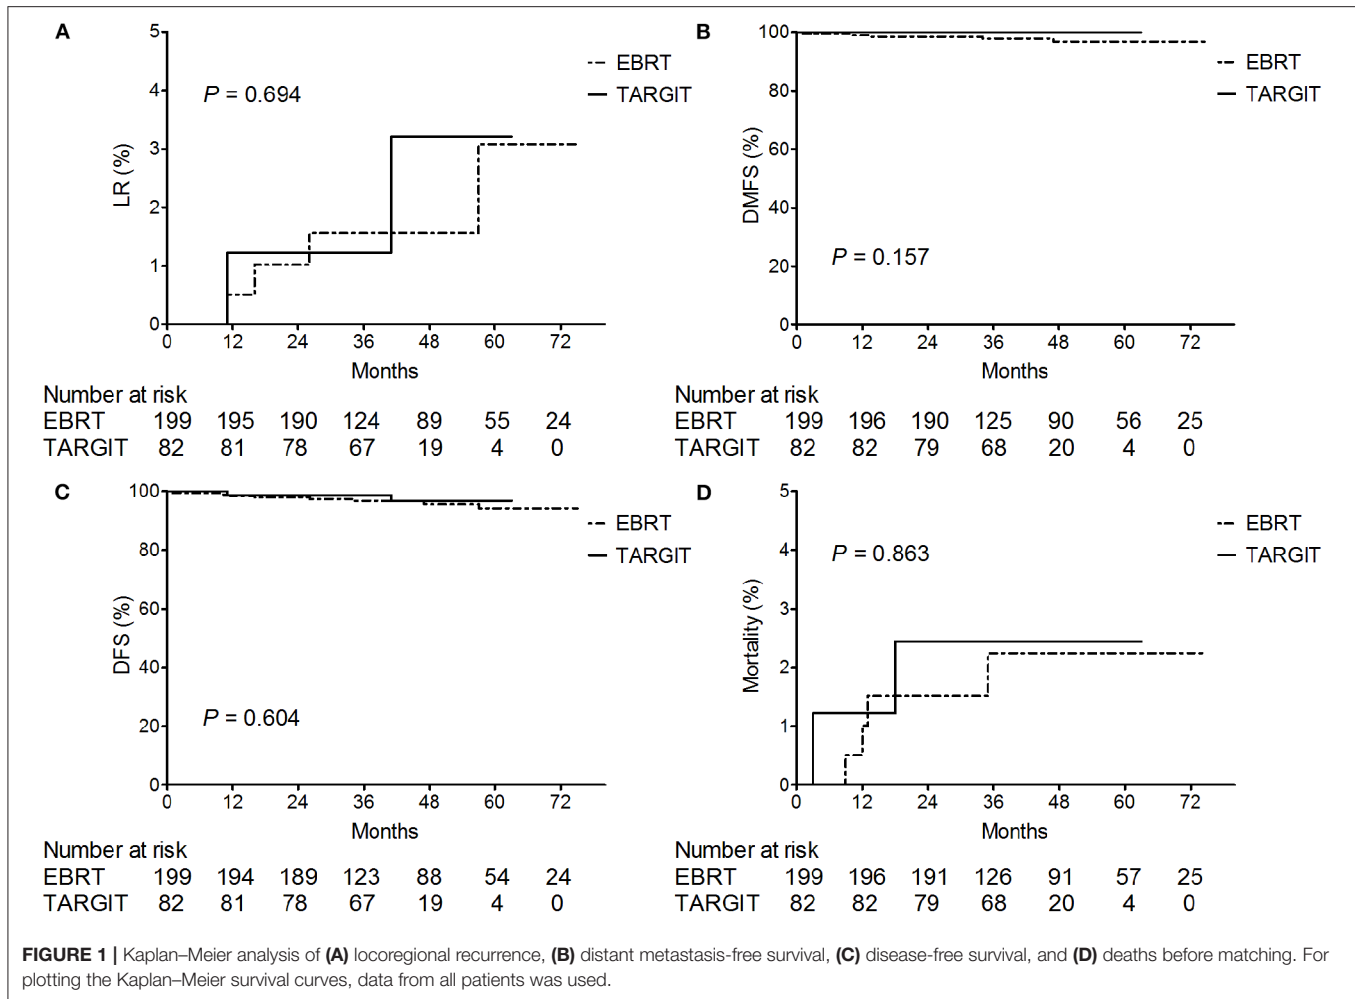 A
5
4
3
2
1
0
LR (%)
P = 0.694
EBRT
TARGIT
0 12 24 36 48 60 72
Months
Number at risk
EBRT 199 195 190 124 89 55 24
TARGIT 82 81 78 67 19 4 0
B
100
80
60
40
20
0
DMFS (%)
P = 0.157
EBRT
TARGIT
0 12 24 36 48 60 72
Months
Number at risk
EBRT 199 196 190 125 90 56 25
TARGIT 82 82 79 68 20 4 0
C
100
80
60
40
20
0
DFS (%)
P = 0.604
EBRT
TARGIT
0 12 24 36 48 60 72
Months
Number at risk
EBRT 199 194 189 123 88 54 24
TARGIT 82 81 78 67 19 4 0
D
5
4
3
2
1
0
Mortality (%)
P = 0.863
EBRT
TARGIT
0 12 24 36 48 60 72
Months
Number at risk
EBRT 199 196 191 126 91 57 25
TARGIT 82 82 79 68 20 4 0
FIGURE 1 | Kaplan–Meier analysis of (A) locoregional recurrence, (B) distant metastasis-free survival, (C) disease-free survival, and (D) deaths before matching. For
plotting the Kaplan–Meier survival curves, data from all patients was used.